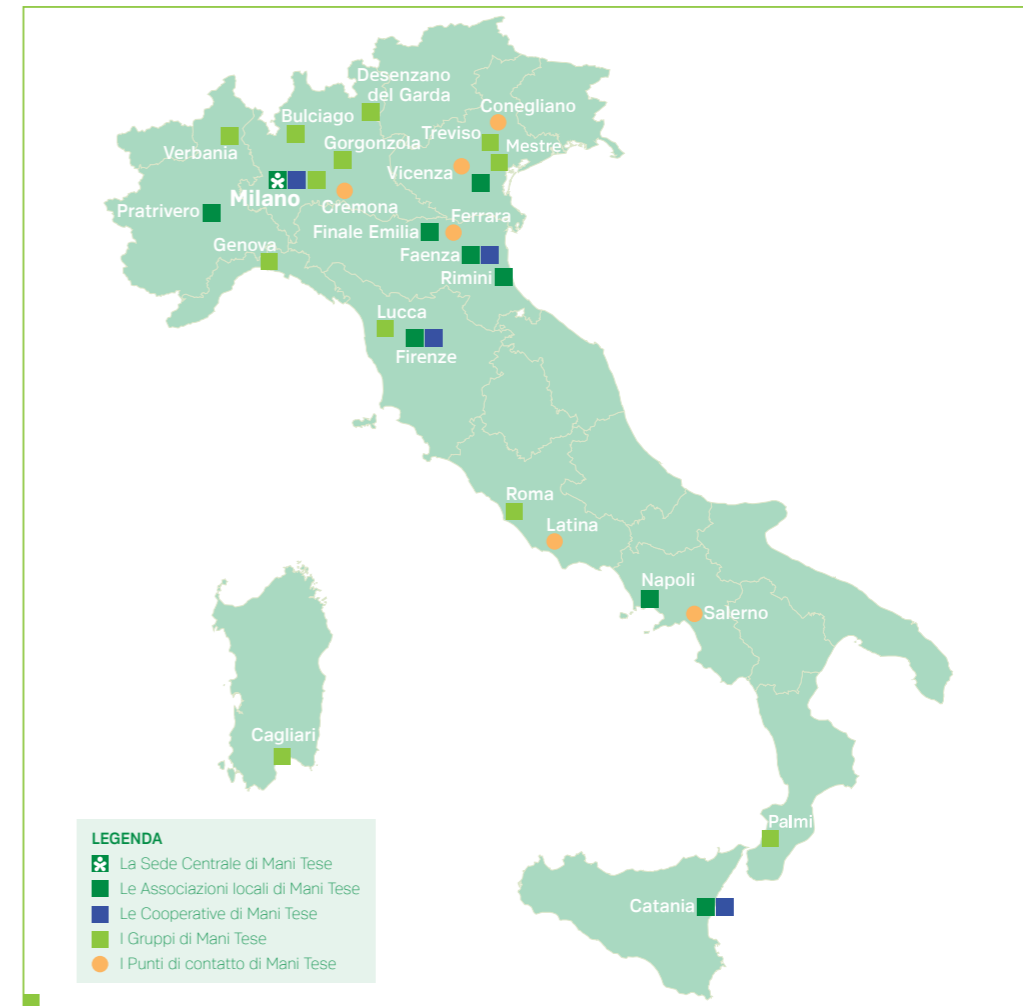 Desenzano
del Garda
Conegliano
Bulciago
Treviso
Mestre
Verbania
Gorgonzola
Vicenza
Milano
Cremona
Pratrivero
Ferrara
Finale Emilia
Genova
Faenza
Rimini
Lucca
Firenze
Roma
Latina
Napoli
Salerno
Cagliari
Palmi
Catania
LEGENDA
La Sede Centrale di Mani Tese
Le Associazioni locali di Mani Tese
Le Cooperative di Mani Tese
I Gruppi di Mani Tese
I Punti di contatto di Mani Tese